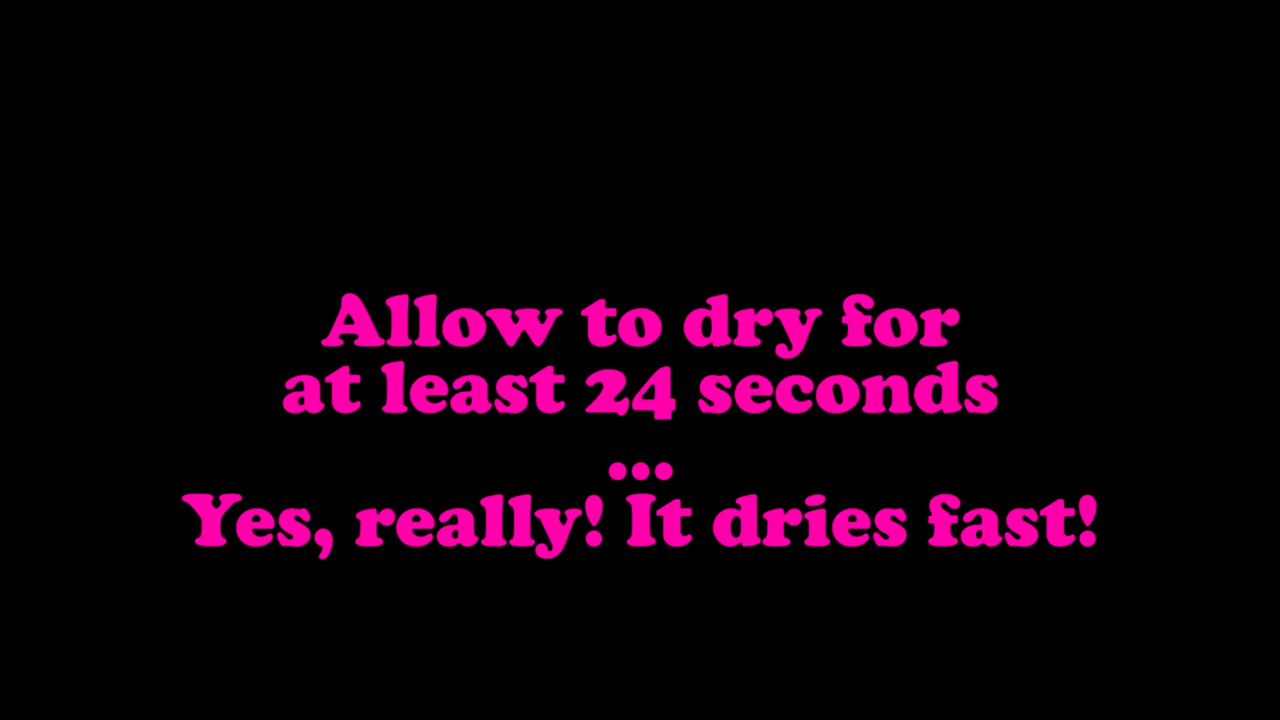 Allow to dry for
at least 24 seconds
...
Yes, really! It dries fast!